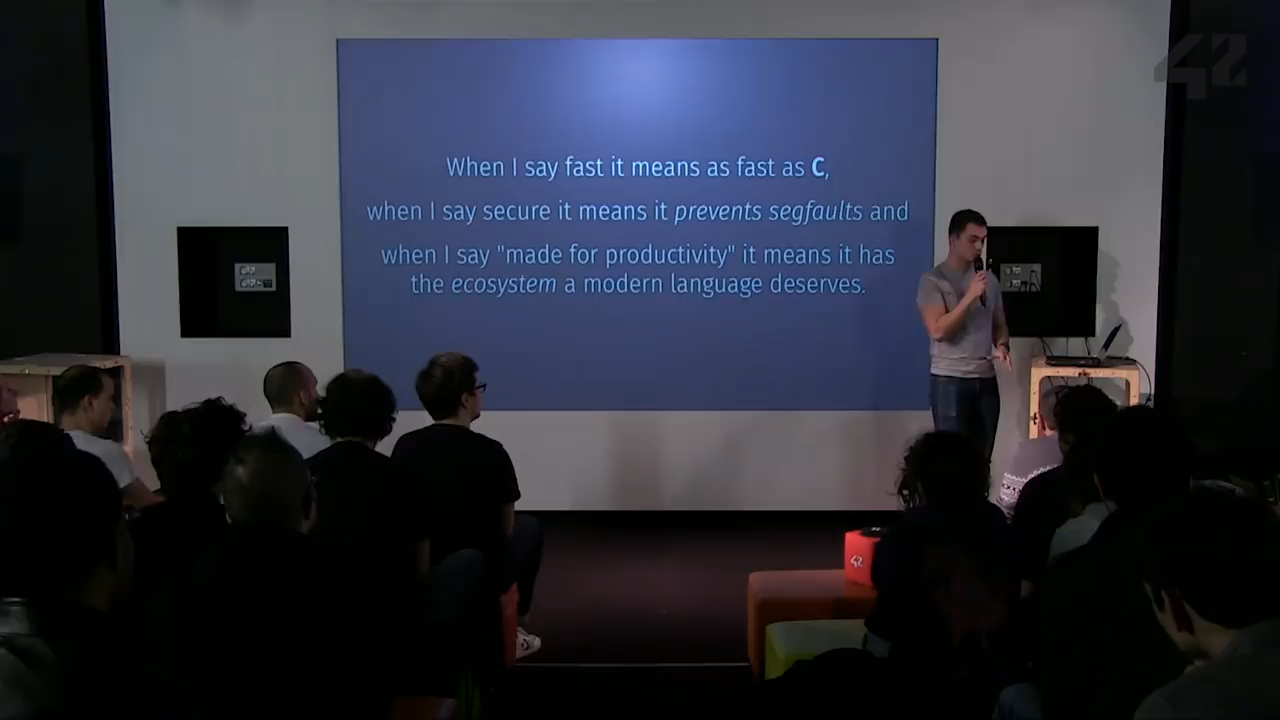 42
When I say fast it means as fast as C,
when I say secure it means it prevents segfaults and
when I say "made for productivity" it means it has
the ecosystem a modern language deserves.
42